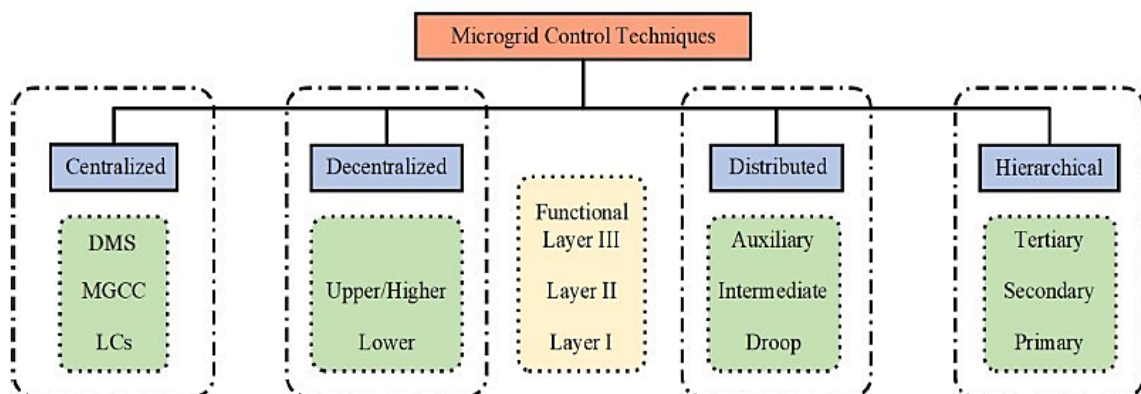 Microgrid Control Techniques
Centralized
Decentralized
Distributed
Hierarchical
DMS
MGCC
LCs
Upper/Higher
Lower
Functional
Layer III
Layer II
Layer I
Auxiliary
Intermediate
Droop
Tertiary
Secondary
Primary